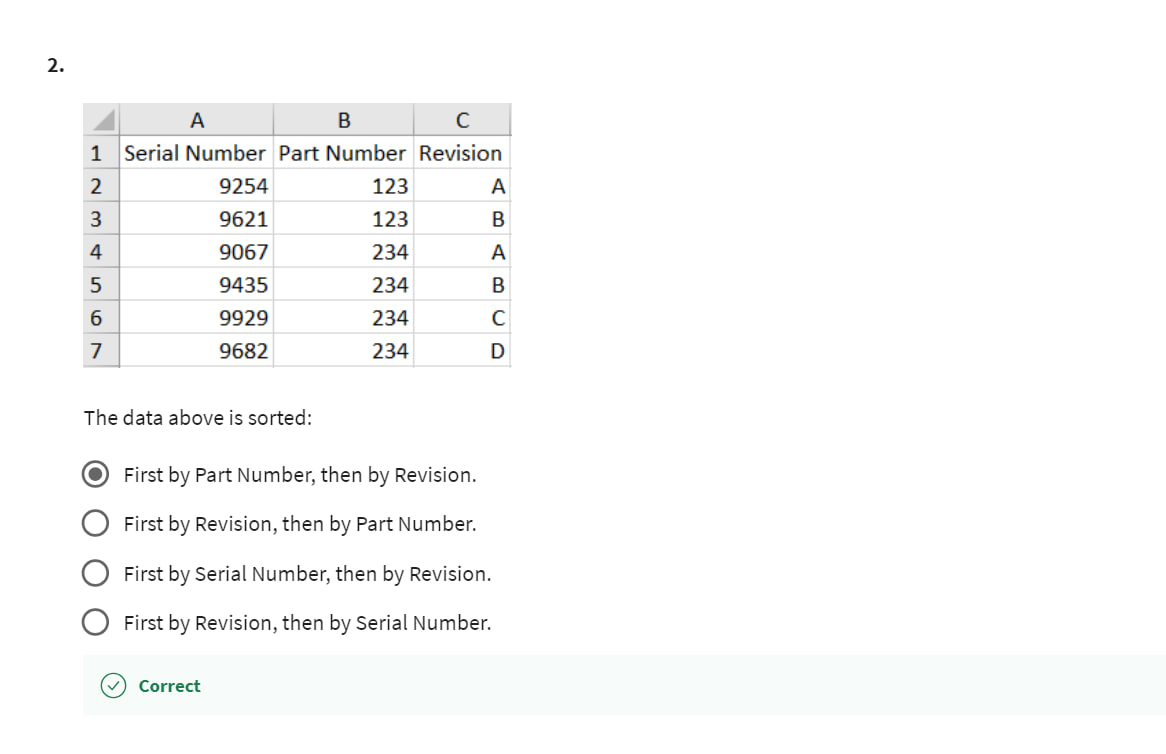 2.
A B C
1 Serial Number Part Number Revision
2 9254 123 A
3 9621 123 B
4 9067 234 A
5 9435 234 B
6 9929 234 C
7 9682 234 D
The data above is sorted:
First by Part Number, then by Revision.
First by Revision, then by Part Number.
First by Serial Number, then by Revision.
First by Revision, then by Serial Number.
Correct